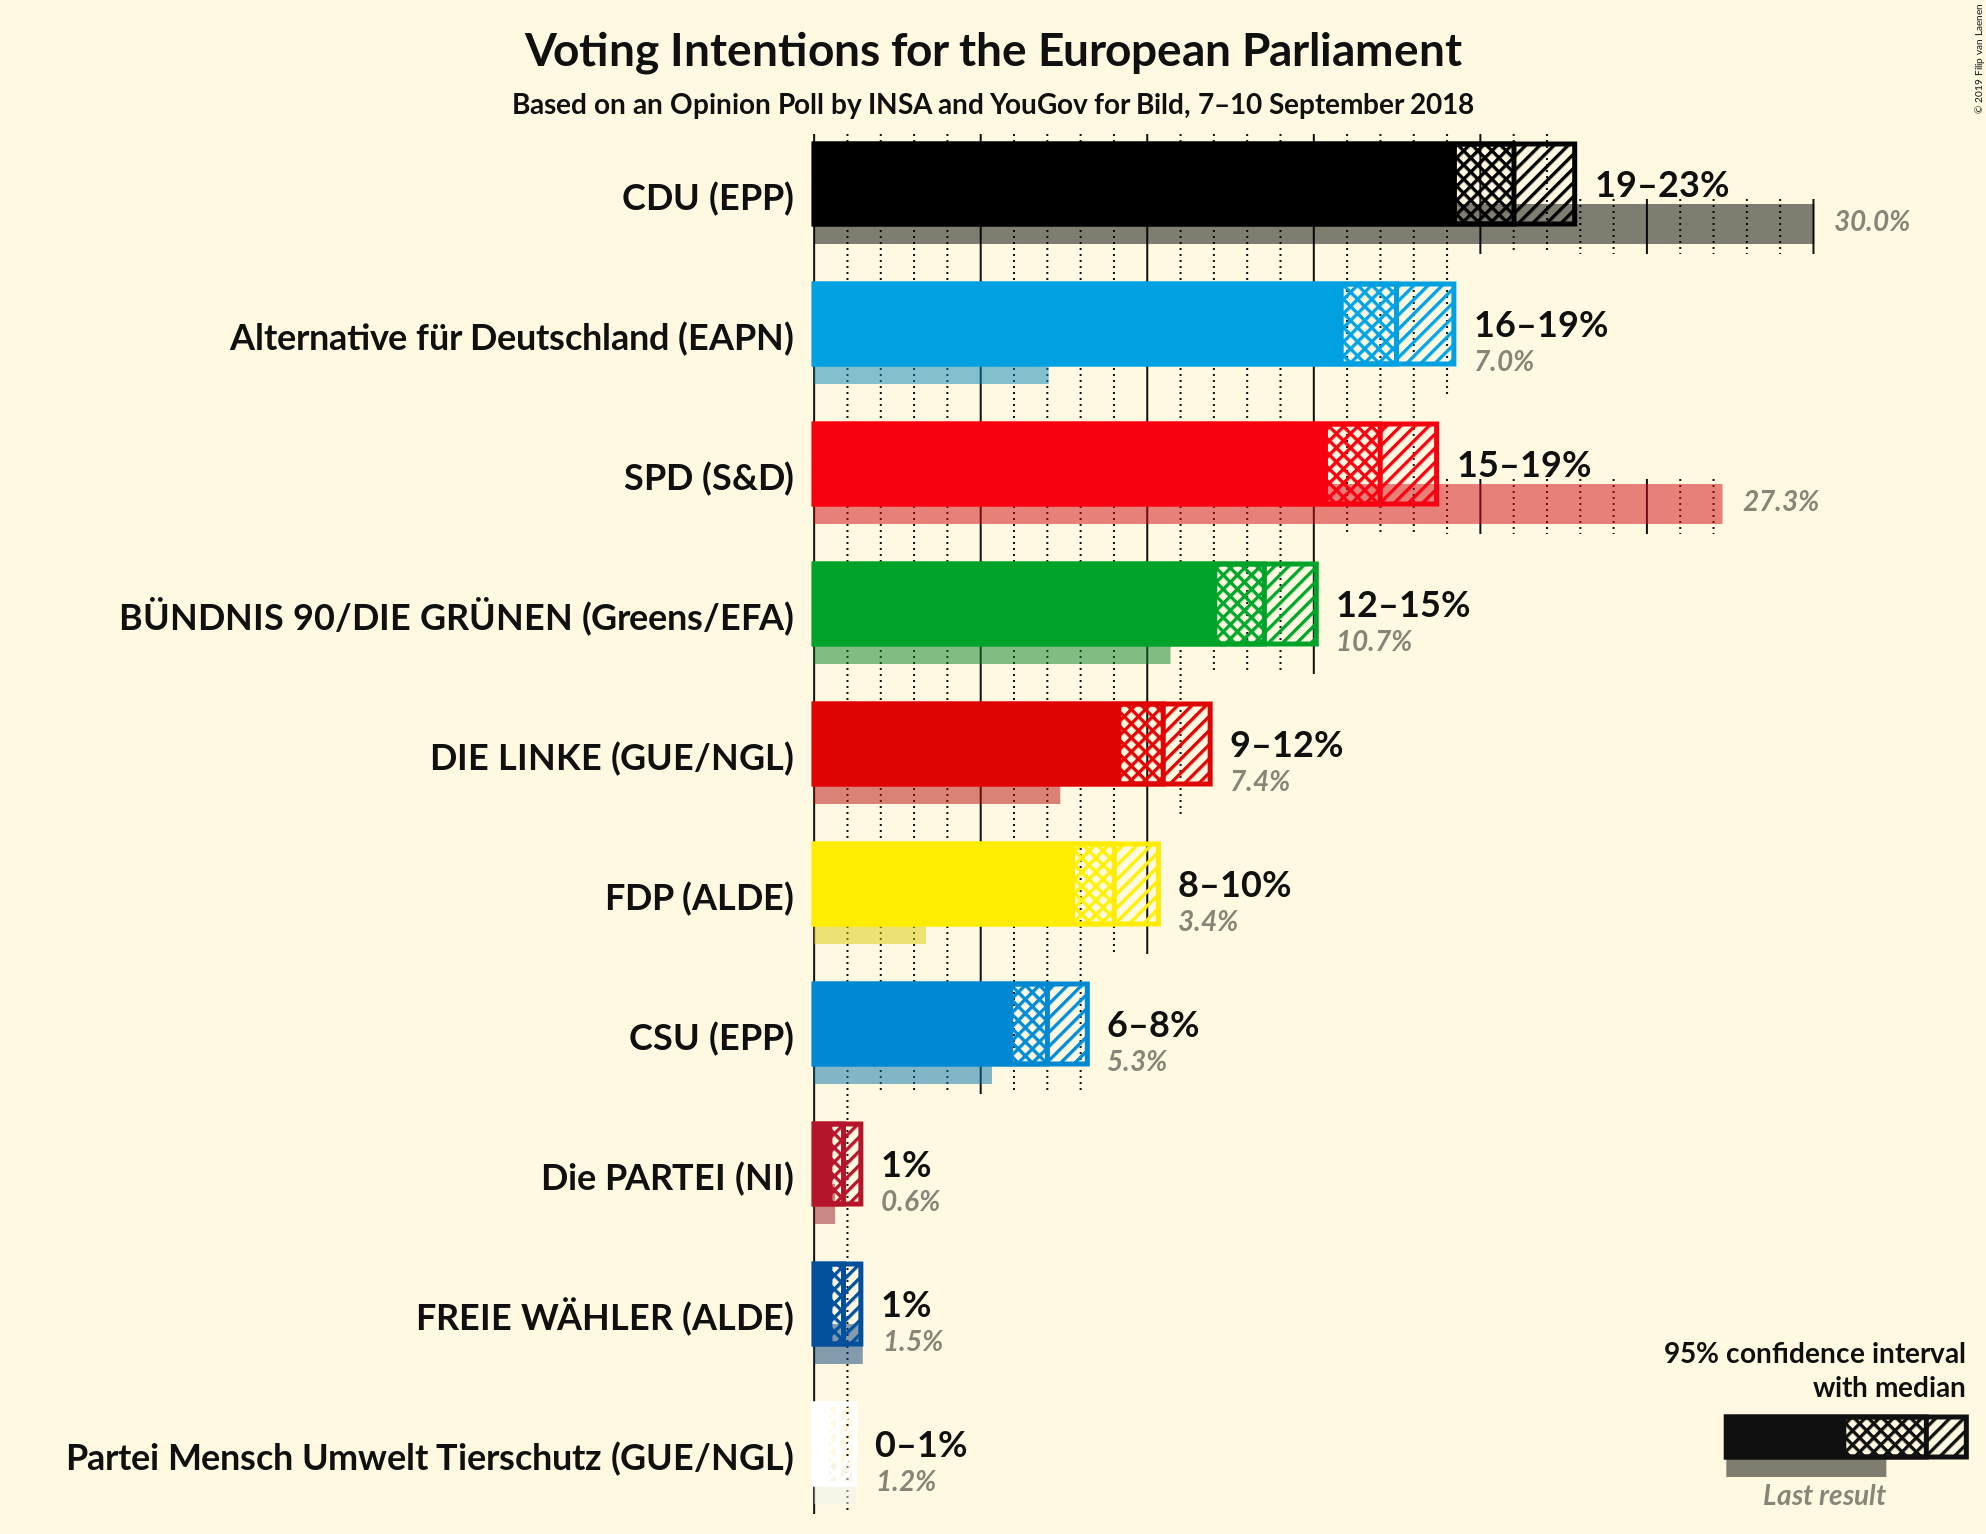 Voting Intentions for the European Parliament
Based on an Opinion Poll by INSA and YouGov for Bild, 7–10 September 2018
© 2019 Filip van Laenen
CDU (EPP)
19–23%
30.0%
Alternative für Deutschland (EAPN)
16–19%
7.0%
SPD (S&D)
15–19%
27.3%
BÜNDNIS 90/DIE GRÜNEN (Greens/EFA)
12–15%
10.7%
DIE LINKE (GUE/NGL)
9–12%
7.4%
FDP (ALDE)
8–10%
3.4%
CSU (EPP)
6–8%
5.3%
Die PARTEI (NI)
1%
0.6%
FREIE WÄHLER (ALDE)
1%
1.5%
Partei Mensch Umwelt Tierschutz (GUE/NGL)
0–1%
1.2%
95% confidence interval
with median
Last result